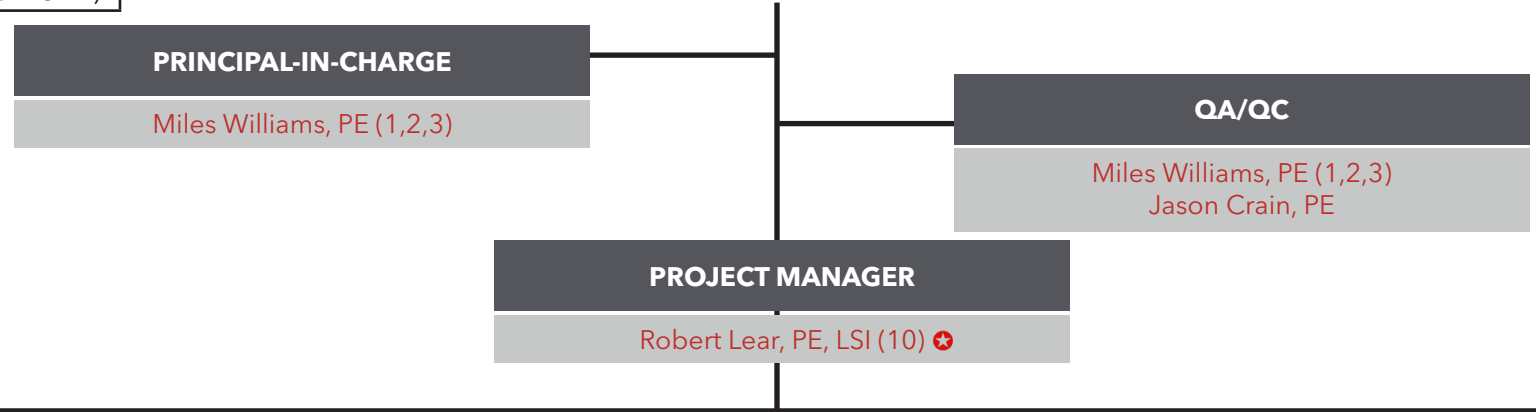 PRINCIPAL-IN-CHARGE
Miles Williams, PE (1,2,3)
QA/QC
Miles Williams, PE (1,2,3)
Jason Crain, PE
PROJECT MANAGER
Robert Lear, PE, LSI (10)